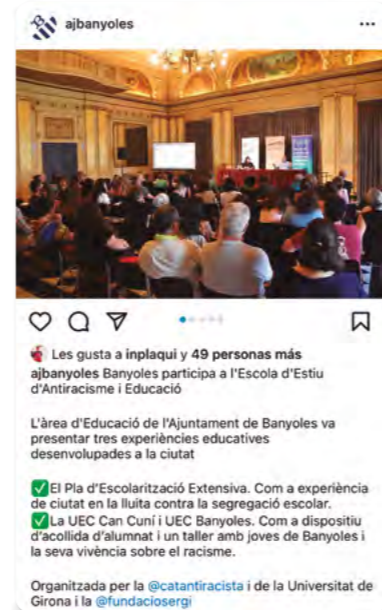 ajbanyoles
Les gusta a inplaqui y 49 personas más
ajbanyoles Banyoles participa a l'Escola d'Estiu
d'Antiracisme i Educació
L'àrea d'Educació de l'Ajuntament de Banyoles va
presentar tres experiències educatives
desenvolupades a la ciutat
✅El Pla d'Escolarització Extensiva. Com a experiència
de ciutat en la lluita contra la segregació escolar.
✅La UEC Can Cuní i UEC Banyoles. Com a dispositiu
d'acollida d'alumnat i un taller amb joves de Banyoles i
la seva vivència sobre el racisme.
Organitzada per la @catantiracista i de la Universitat de
Girona i la @fundaciosergi